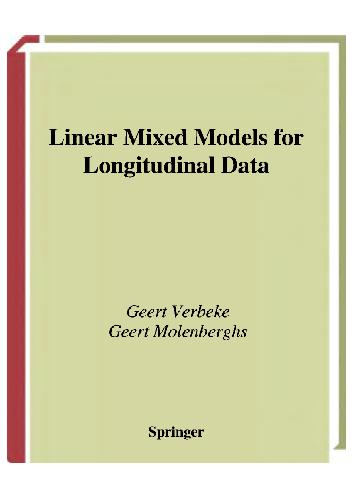 Linear Mixed Models for
Longitudinal Data
Geert Verbeke
Geert Molenberghs
Springer